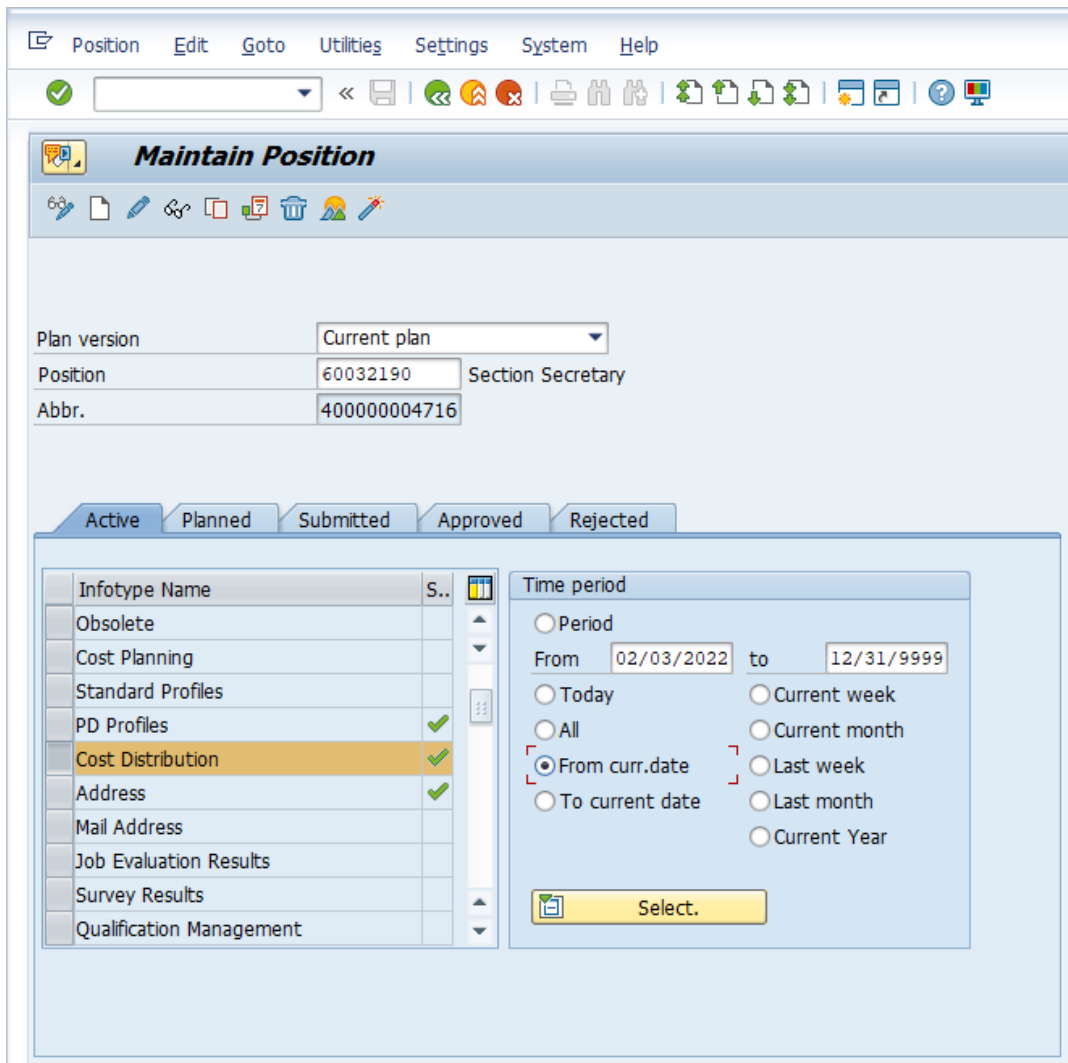 Position Edit Goto Utilities Settings System Help
Maintain Position
Plan version Current plan
Position 60032190 Section Secretary
Abbr. 400000004716
Active Planned Submitted Approved Rejected
Infotype Name S..
Obsolete
Cost Planning
Standard Profiles
PD Profiles
Cost Distribution
Address
Mail Address
Job Evaluation Results
Survey Results
Qualification Management
Time period
Period
From 02/03/2022 to 12/31/9999
Today Current week
All Current month
From curr.date Last week
To current date Last month
Current Year
Select.